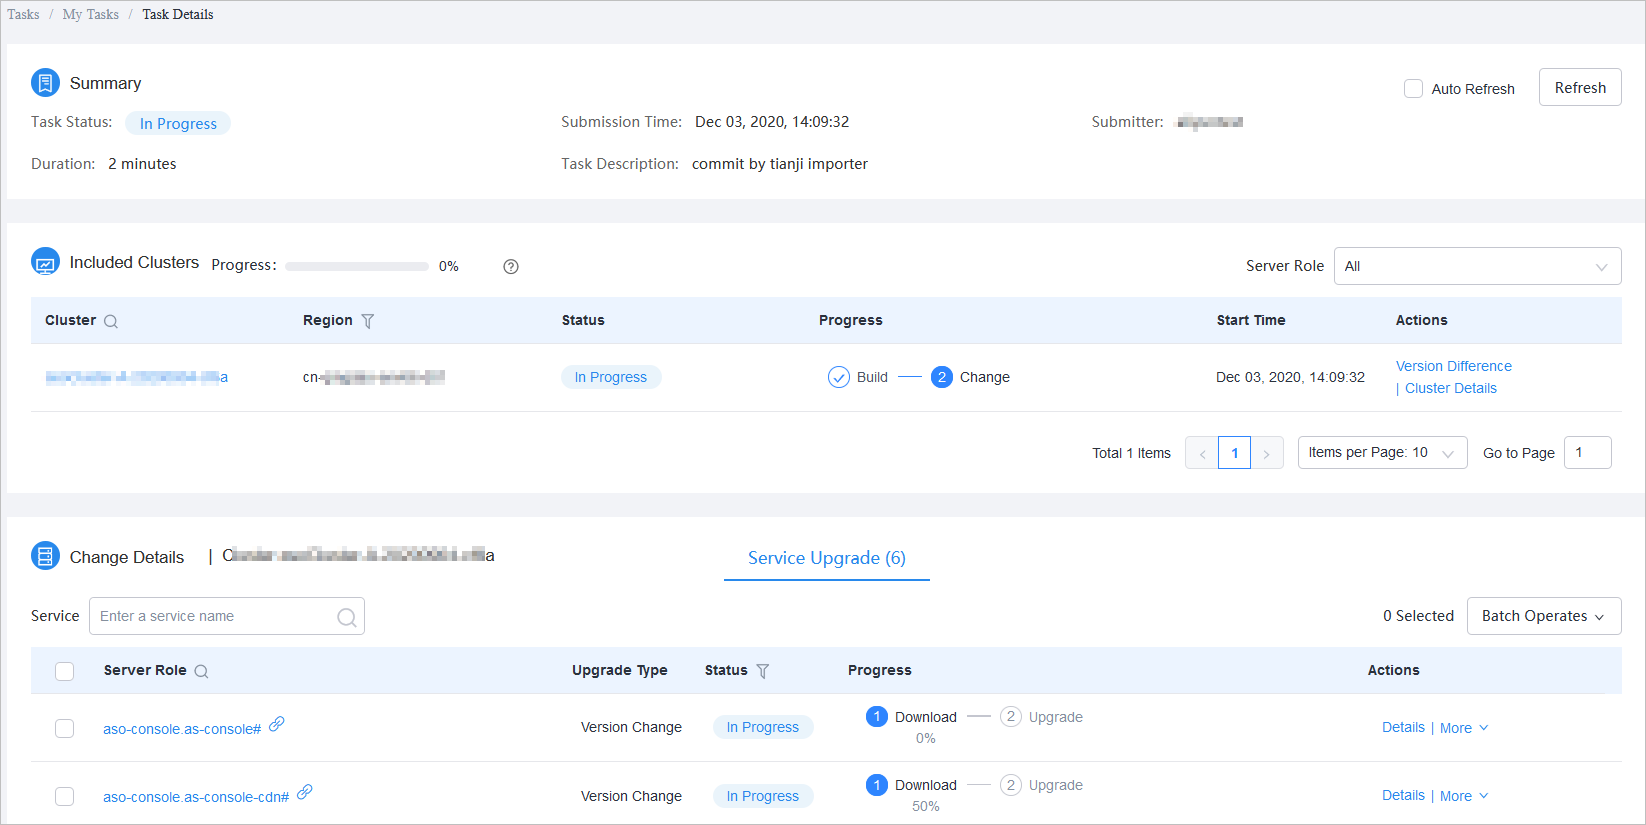 Tasks / My Tasks / Task Details
Summary
Auto Refresh Refresh
Task Status: In Progress Submission Time: Dec 03, 2020, 14:09:32 Submitter:
Duration: 2 minutes Task Description: commit by tianji importer
Included Clusters Progress: 0% Server Role All
Cluster Region Status Progress Start Time Actions
cn- In Progress Build 2 Change Dec 03, 2020, 14:09:32 Version Difference
| Cluster Details
Total 1 Items < 1 > Items per Page: 10 Go to Page 1
Change Details | Service Upgrade (6)
Service Enter a service name 0 Selected Batch Operates
Server Role Upgrade Type Status Progress Actions
aso-console.as-console# Version Change In Progress 1 Download 2 Upgrade Details | More
0%
aso-console.as-console-cdn# Version Change In Progress 1 Download 2 Upgrade Details | More
50%